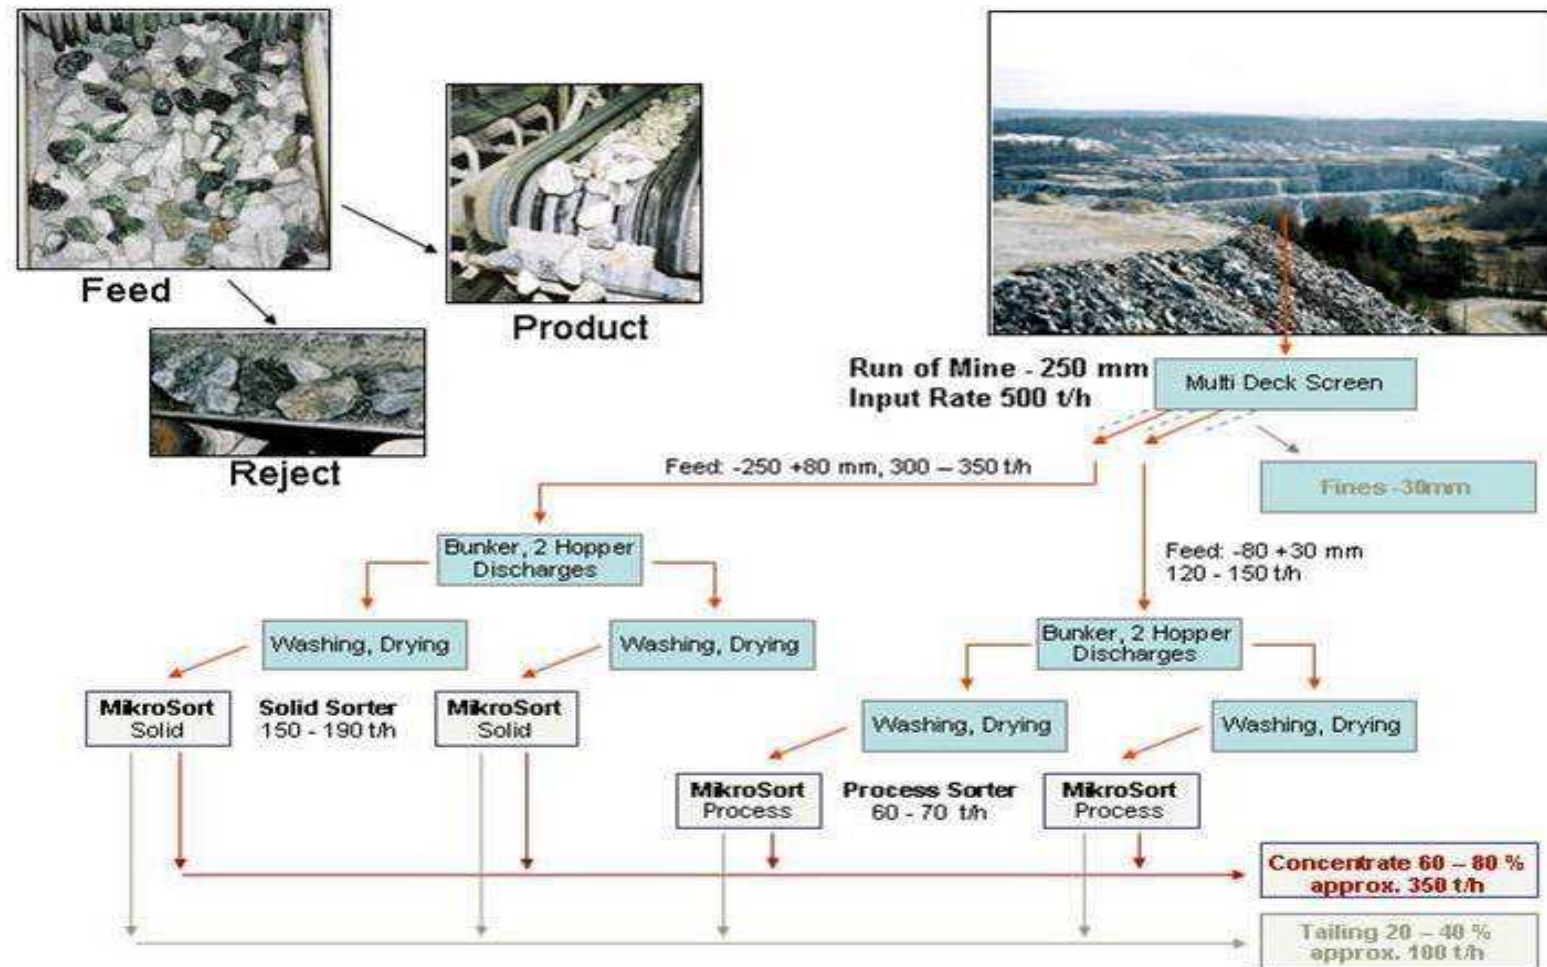 Feed
Product
Reject
Run of Mine - 250 mm
Input Rate 500 t/h
Multi Deck Screen
Feed: -250 +80 mm, 300 – 350 t/h
Fines -30mm
Bunker, 2 Hopper
Discharges
Feed: -80 +30 mm
120 - 150 t/h
Washing, Drying
Washing, Drying
Bunker, 2 Hopper
Discharges
MikroSort
Solid
Solid Sorter
150 - 190 t/h
MikroSort
Solid
Washing, Drying
Washing, Drying
MikroSort
Process
Process Sorter
60 - 70 t/h
MikroSort
Process
Concentrate 60 – 80 %
approx. 350 t/h
Tailing 20 – 40 %
approx. 100 t/h